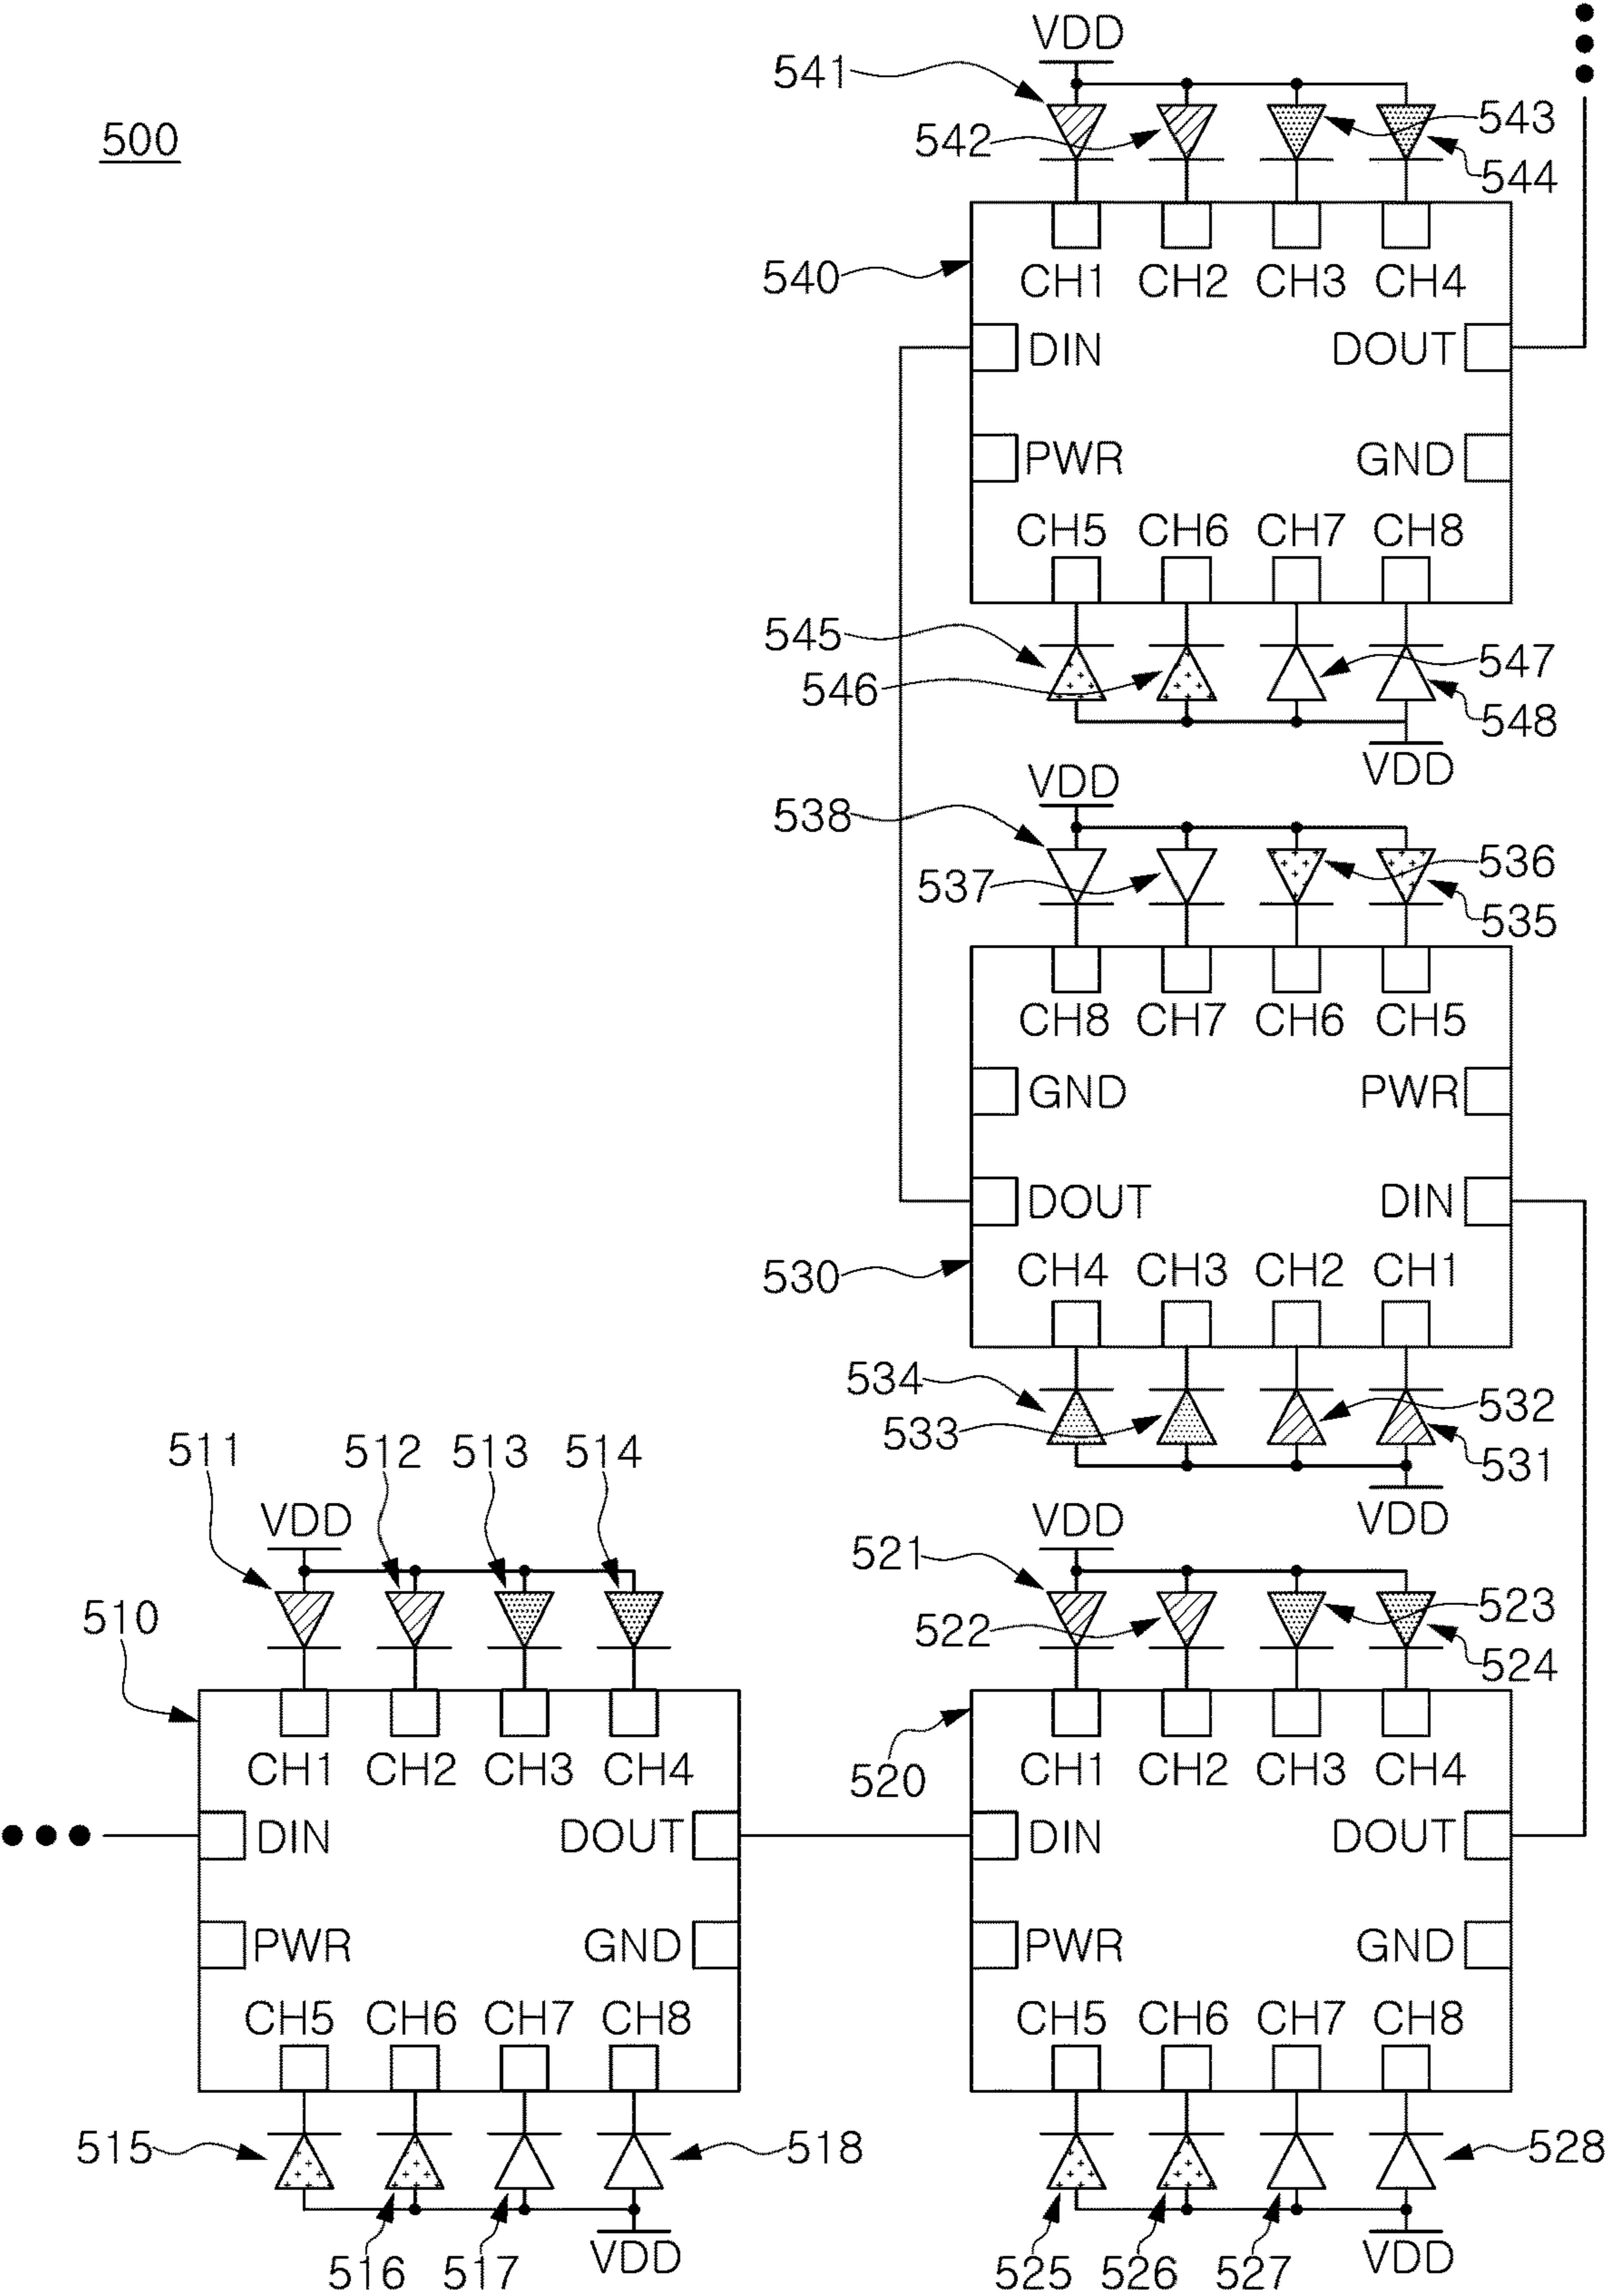 500
VDD
541
542
543
544
540
CH1 CH2 CH3 CH4
DIN DOUT
PWR GND
CH5 CH6 CH7 CH8
545
546
547
548
VDD
VDD
538
537
536
535
CH8 CH7 CH6 CH5
GND PWR
DOUT DIN
530
CH4 CH3 CH2 CH1
534
533
532
531
VDD
511 512 513 514
VDD
510
CH1 CH2 CH3 CH4
DIN DOUT
PWR GND
CH5 CH6 CH7 CH8
515
518
516 517 VDD
VDD
521
522
523
524
520
CH1 CH2 CH3 CH4
DIN DOUT
PWR GND
CH5 CH6 CH7 CH8
528
525 526 527 VDD